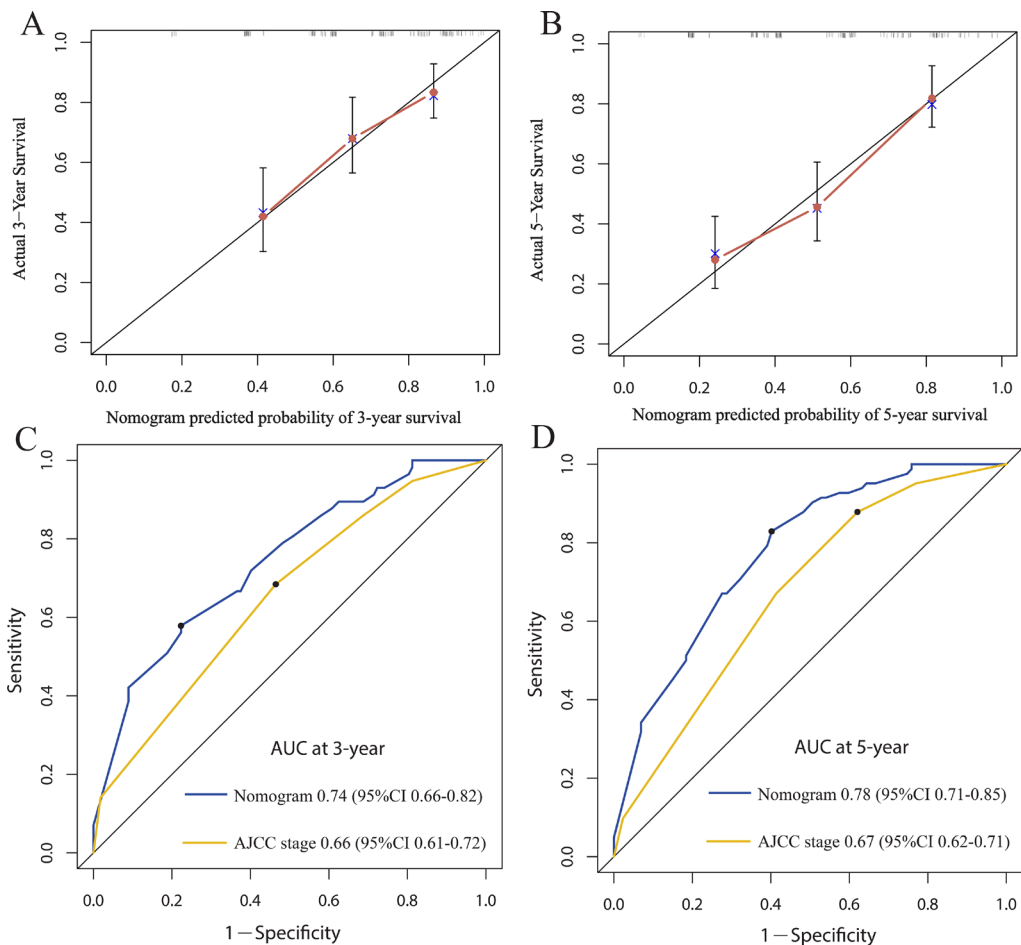 A
Actual 3−Year Survival
1.0
0.8
0.6
0.4
0.2
0.0
0.0 0.2 0.4 0.6 0.8 1.0
Nomogram predicted probability of 3-year survival
B
Actual 5−Year Survival
1.0
0.8
0.6
0.4
0.2
0.0
0.0 0.2 0.4 0.6 0.8 1.0
Nomogram predicted probability of 5-year survival
C
Sensitivity
1.0
0.8
0.6
0.4
0.2
0.0
AUC at 3-year
Nomogram 0.74 (95%CI 0.66-0.82)
AJCC stage 0.66 (95%CI 0.61-0.72)
0.0 0.2 0.4 0.6 0.8 1.0
1−Specificity
D
Sensitivity
1.0
0.8
0.6
0.4
0.2
0.0
AUC at 5-year
Nomogram 0.78 (95%CI 0.71-0.85)
AJCC stage 0.67 (95%CI 0.62-0.71)
0.0 0.2 0.4 0.6 0.8 1.0
1−Specificity